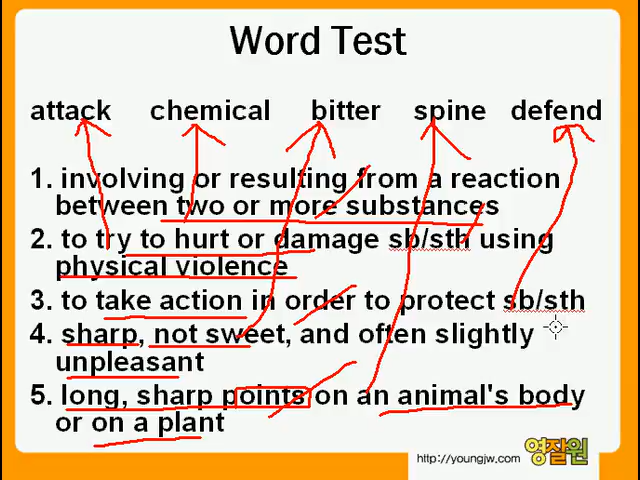 Word Test
attack chemical bitter spine defend
1. involving or resulting from a reaction
between two or more substances
2. to try to hurt or damage sb/sth using
physical violence
3. to take action in order to protect sb/sth
4. sharp, not sweet, and often slightly
unpleasant
5. long, sharp points on an animal's body
or on a plant
http://youngjw.com 영잘원